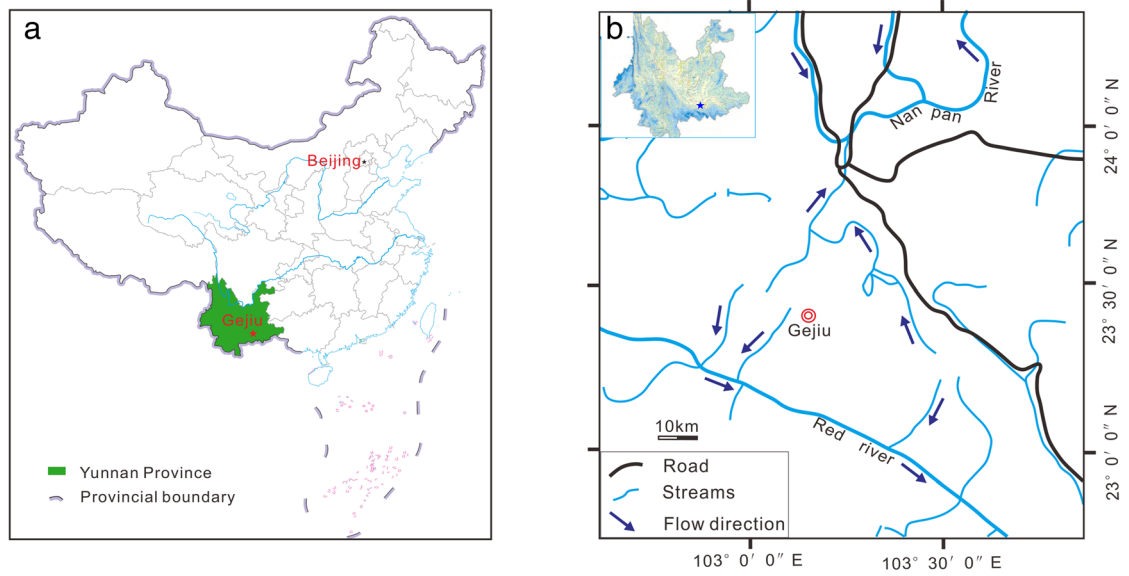 a
Beijing
Gejiu
Yunnan Province
Provincial boundary
b
Nan pan River
24° 0′ 0″ N
23° 30′ 0″ N
23° 0′ 0″ N
Gejiu
10km
Red river
Road
Streams
Flow direction
103° 0′ 0″ E
103° 30′ 0″ E